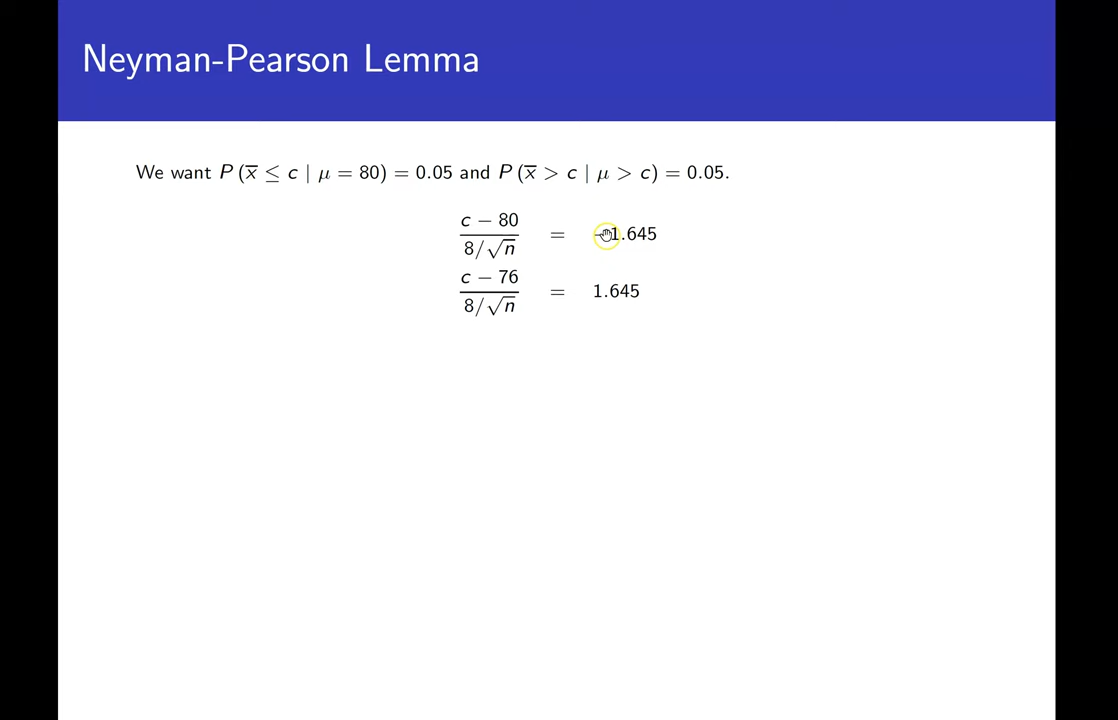 Neyman-Pearson Lemma
We want P (x̅ ≤ c | μ = 80) = 0.05 and P (x̅ > c | μ > c) = 0.05.
(c − 80)/(8/√n) = −1.645
(c − 76)/(8/√n) = 1.645